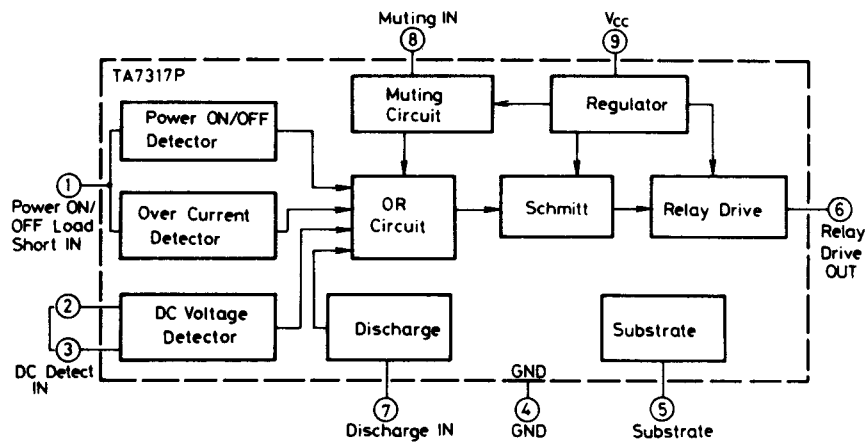 Muting IN
8
Vcc
9
TA7317P
Power ON/OFF
Detector
Muting
Circuit
Regulator
1
Power ON/
OFF Load
Short IN
Over Current
Detector
OR
Circuit
Schmitt
Relay Drive
6
Relay
Drive
OUT
2
3
DC Detect
IN
DC Voltage
Detector
Discharge
Substrate
GND
7
Discharge IN
4
GND
5
Substrate